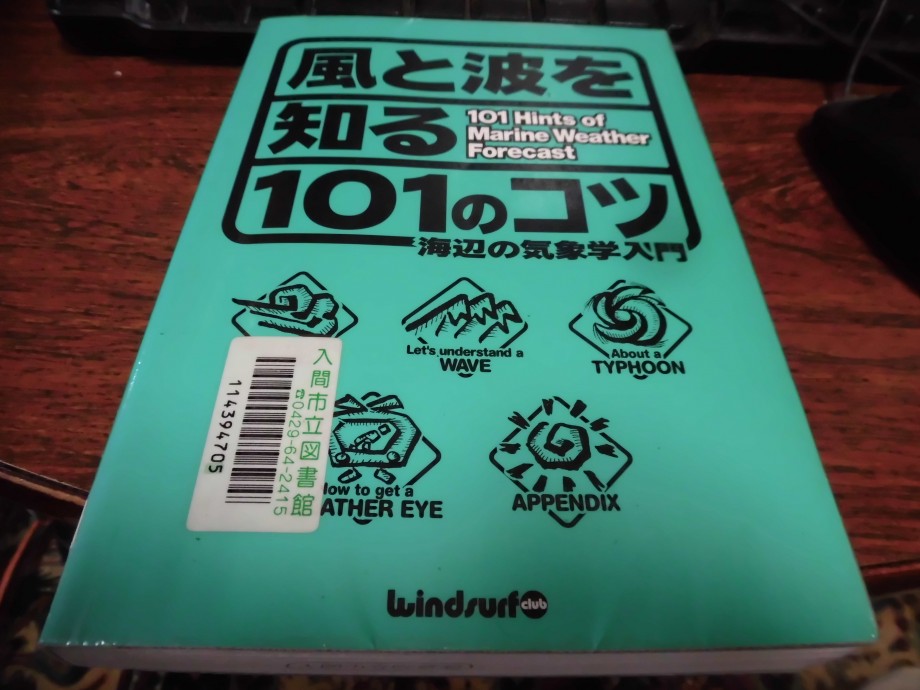 風と波を
知る
101 Hints of
Marine Weather
Forecast
101のコツ
海辺の気象学入門
Let's understand a
WAVE
About a
TYPHOON
入間市立図書館
☎0429-64-2415
114394705
How to get a
ATHER EYE
APPENDIX
Windsurf club